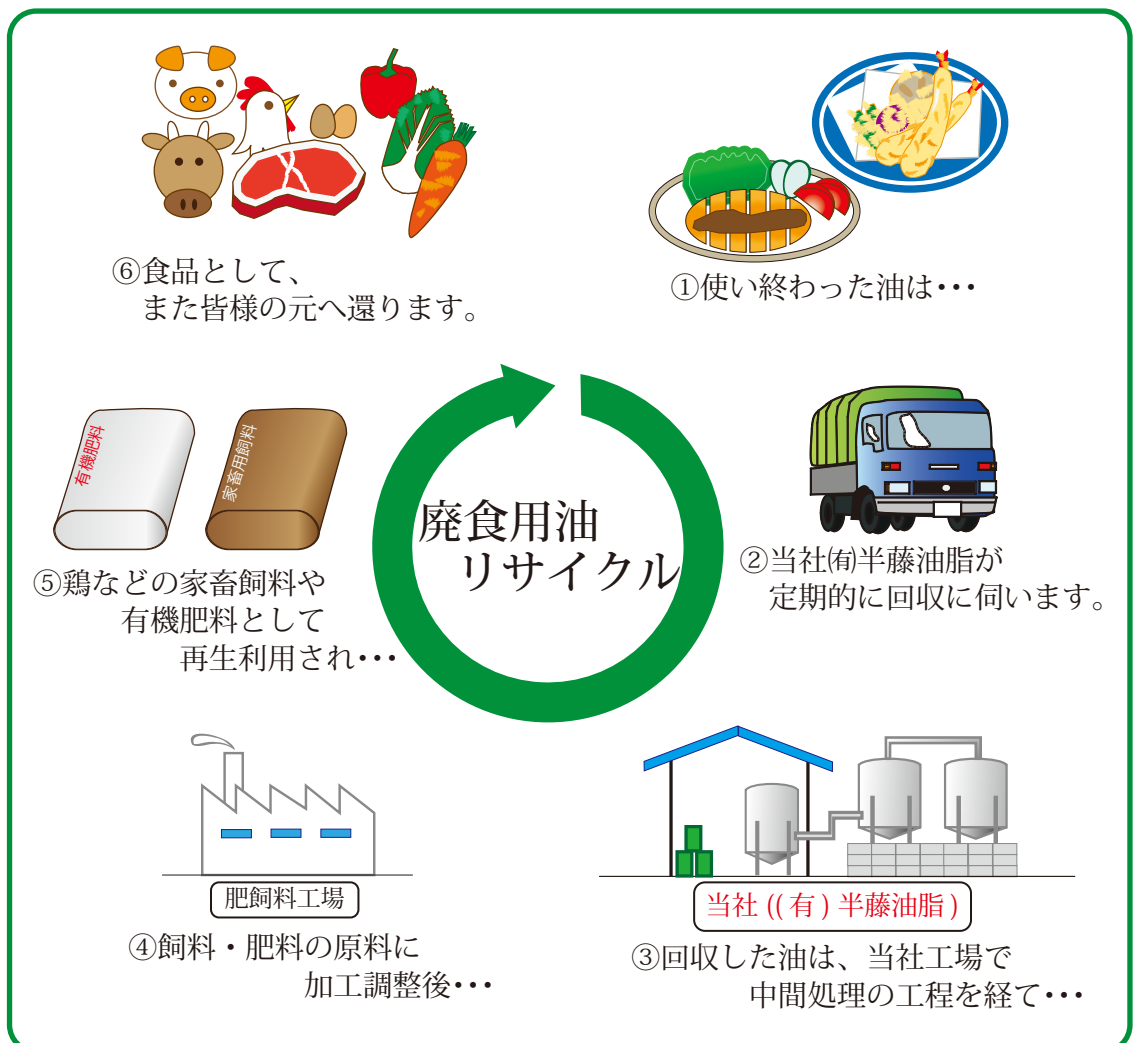 廃食用油
リサイクル
①使い終わった油は・・・
②当社㈲半藤油脂が
定期的に回収に伺います。
当社 (( 有 ) 半藤油脂 )
③回収した油は、当社工場で
中間処理の工程を経て・・・
肥飼料工場
④飼料・肥料の原料に
加工調整後・・・
有機肥料
家畜用飼料
⑤鶏などの家畜飼料や
有機肥料として
再生利用され・・・
⑥食品として、
また皆様の元へ還ります。